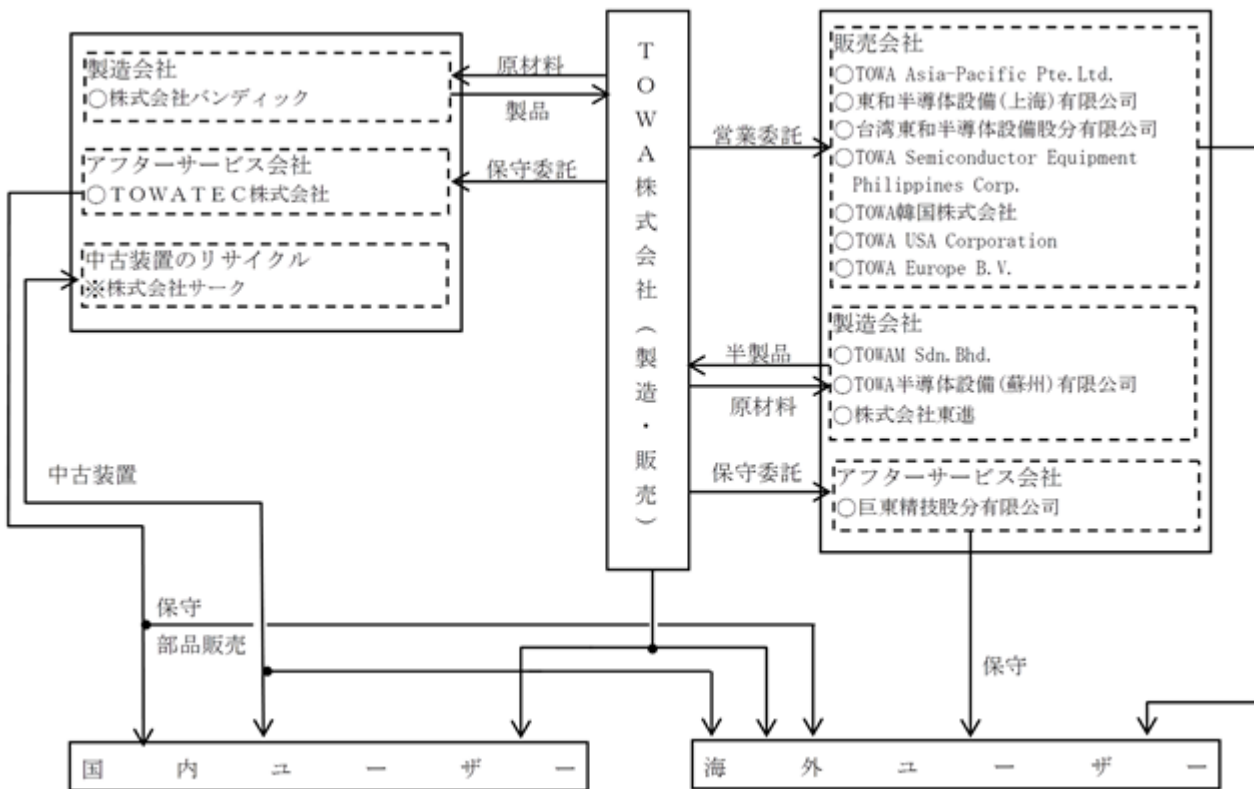 製造会社
○株式会社バンディック
アフターサービス会社
○ＴＯＷＡＴＥＣ株式会社
中古装置のリサイクル
※株式会社サーク
原材料
製品
保守委託
ＴＯＷＡ株式会社（製造・販売）
営業委託
半製品
原材料
保守委託
販売会社
○TOWA Asia-Pacific Pte.Ltd.
○東和半導体設備(上海)有限公司
○台湾東和半導体設備股分有限公司
○TOWA Semiconductor Equipment
Philippines Corp.
○TOWA韓国株式会社
○TOWA USA Corporation
○TOWA Europe B.V.
製造会社
○TOWAM Sdn.Bhd.
○TOWA半導体設備(蘇州)有限公司
○株式会社東進
アフターサービス会社
○巨東精技股分有限公司
中古装置
保守
部品販売
保守
国内ユーザー
海外ユーザー